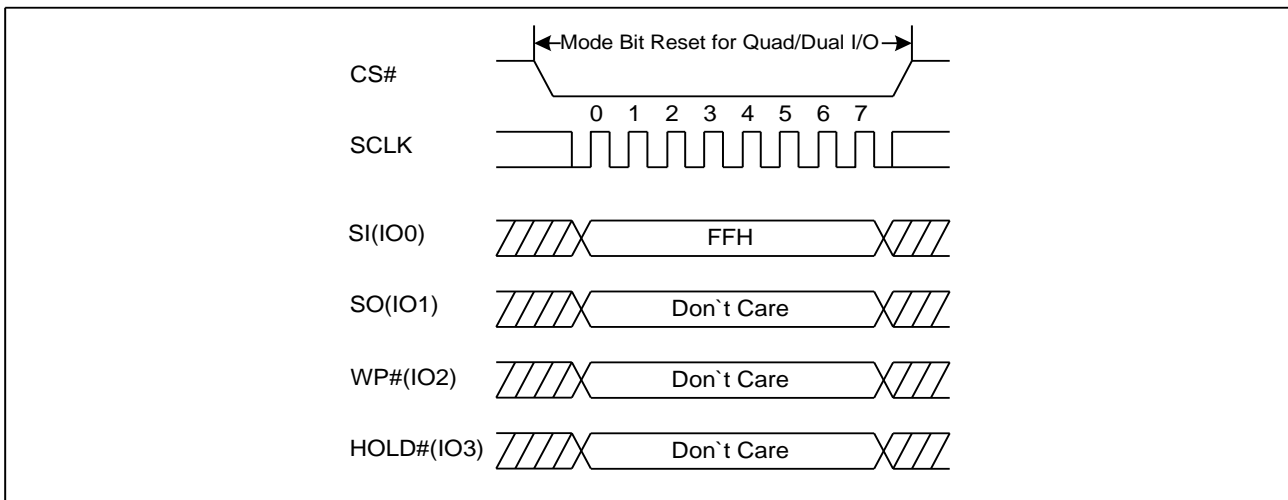 Mode Bit Reset for Quad/Dual I/O
CS#
0 1 2 3 4 5 6 7
SCLK
SI(IO0)
FFH
SO(IO1)
Don`t Care
WP#(IO2)
Don`t Care
HOLD#(IO3)
Don`t Care